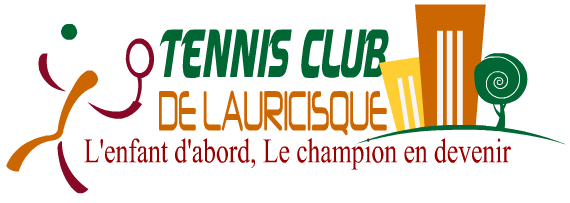 TENNIS CLUB
DE LAURICISQUE
L'enfant d'abord, Le champion en devenir